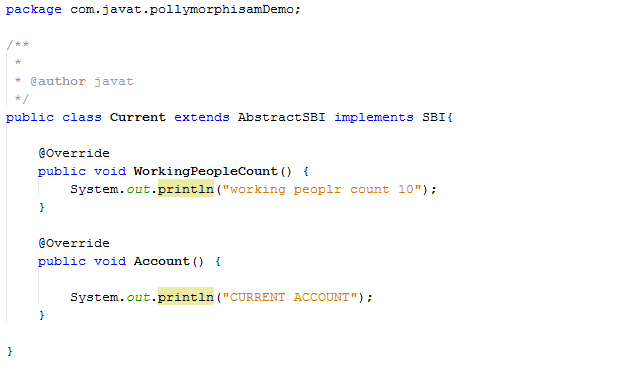 package com.javat.pollymorphisamDemo;
/**
 *
 * @author javat
 */
public class Current extends AbstractSBI implements SBI{
    @Override
    public void WorkingPeopleCount() {
        System.out.println("working peoplr count 10");
    }
    @Override
    public void Account() {
        System.out.println("CURRENT ACCOUNT");
    }
}